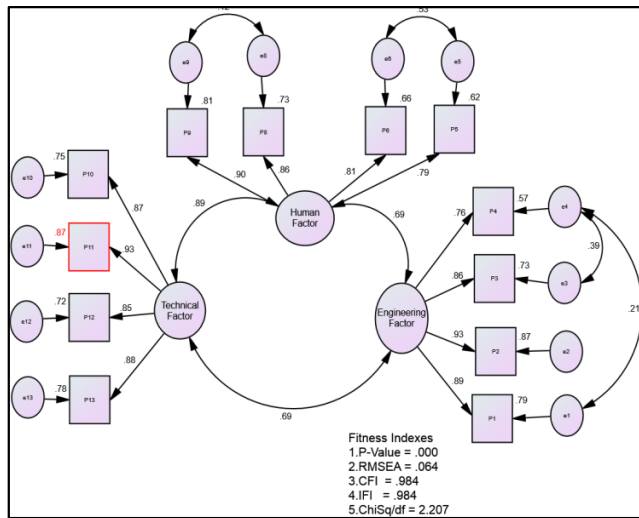 .12
.53
e9
e8
e6
e5
.81
.73
.66
.62
P9
P8
P6
P5
.75
e10
P10
.90
.86
.81
.79
.87
.89
Human
Factor
.69
.76
P4
.57
e4
.87
e11
P11
.93
.39
.86
P3
.73
e3
.72
e12
P12
.85
Technical
Factor
Engineering
Factor
.21
.93
P2
.87
e2
.88
.89
.78
e13
P13
.79
P1
e1
.69
Fitness Indexes
1.P-Value = .000
2.RMSEA = .064
3.CFI = .984
4.IFI = .984
5.ChiSq/df = 2.207